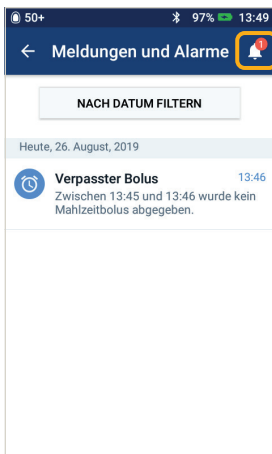 50+ 97% 13:49
Meldungen und Alarme 1
NACH DATUM FILTERN
Heute, 26. August, 2019
Verpasster Bolus 13:46
Zwischen 13:45 und 13:46 wurde kein
Mahlzeitbolus abgegeben.